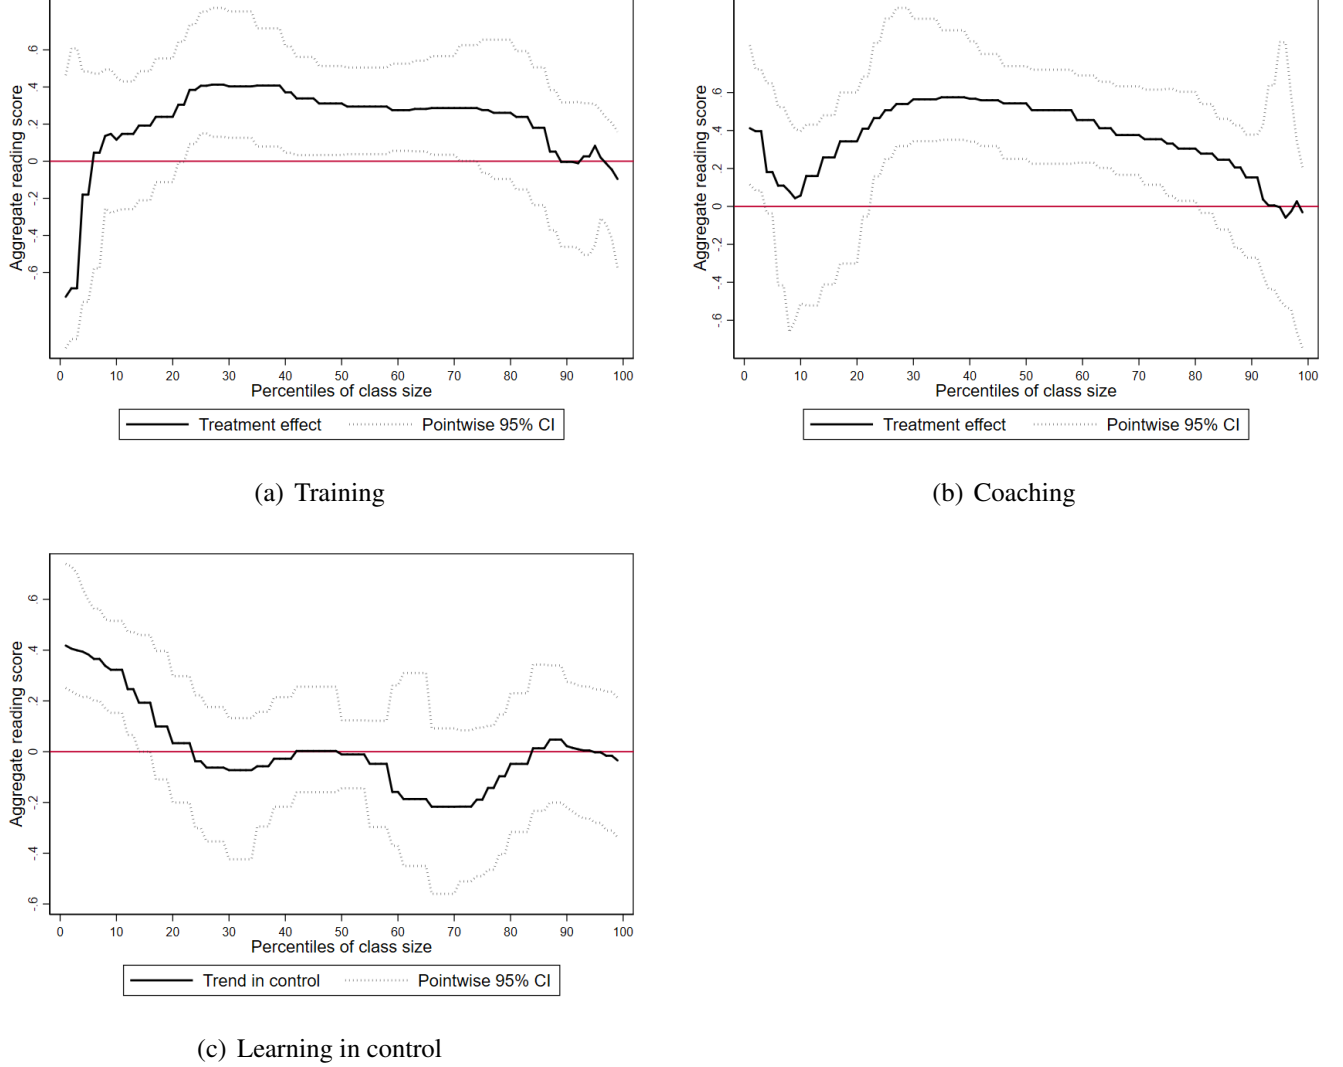 Aggregate reading score
.6
.4
.2
0
-.2
-.4
-.6
0 10 20 30 40 50 60 70 80 90 100
Percentiles of class size
Treatment effect Pointwise 95% CI
(a) Training
Aggregate reading score
.6
.4
.2
0
-.2
-.4
-.6
0 10 20 30 40 50 60 70 80 90 100
Percentiles of class size
Treatment effect Pointwise 95% CI
(b) Coaching
Aggregate reading score
.6
.4
.2
0
-.2
-.4
-.6
0 10 20 30 40 50 60 70 80 90 100
Percentiles of class size
Trend in control Pointwise 95% CI
(c) Learning in control